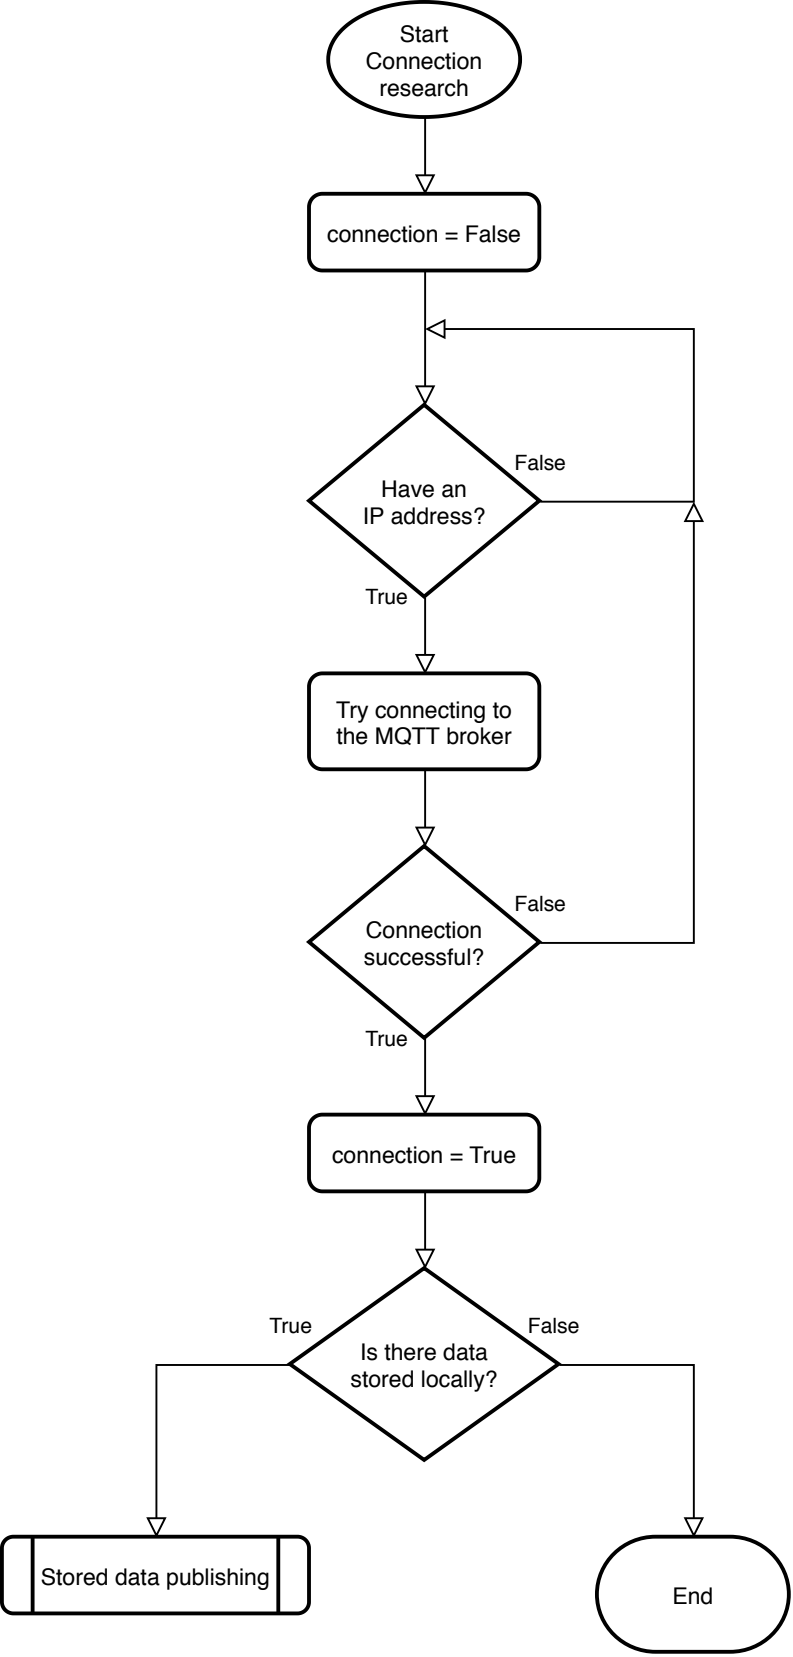 Start
Connection
research
connection = False
False
Have an
IP address?
True
Try connecting to
the MQTT broker
False
Connection
successful?
True
connection = True
True
False
Is there data
stored locally?
Stored data publishing
End